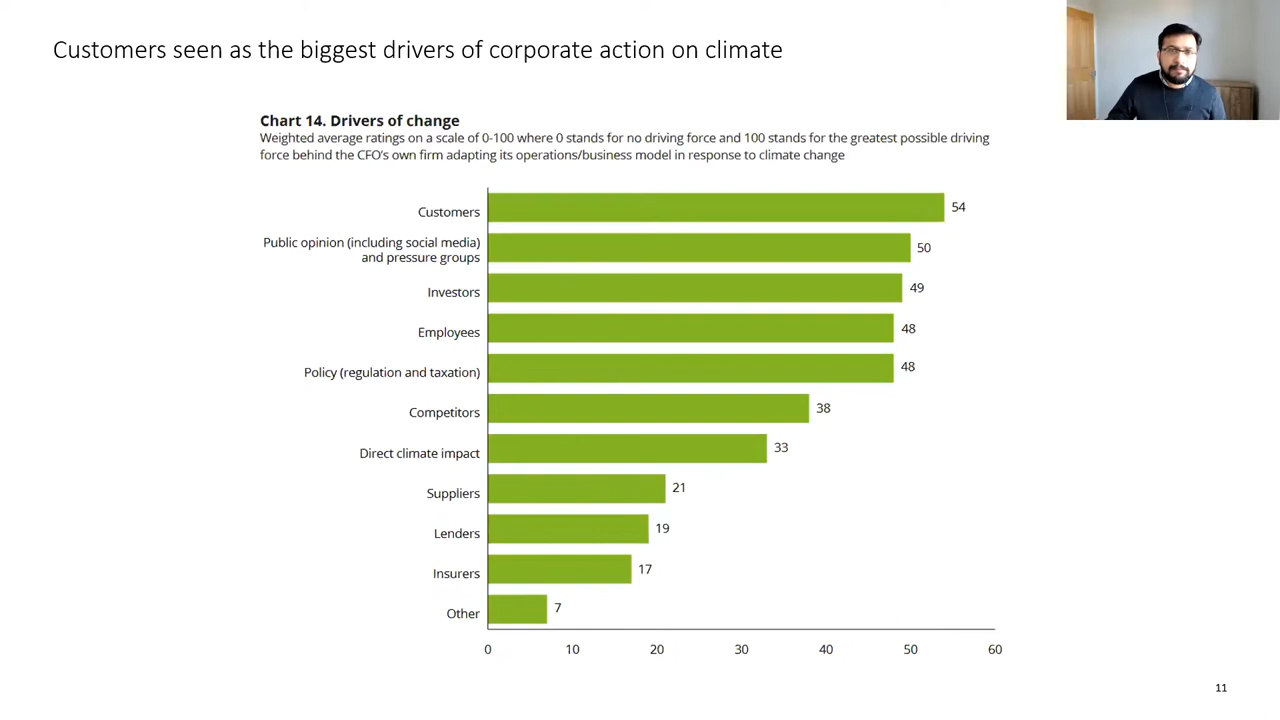 Customers seen as the biggest drivers of corporate action on climate
Chart 14. Drivers of change
Weighted average ratings on a scale of 0-100 where 0 stands for no driving force and 100 stands for the greatest possible driving
force behind the CFO's own firm adapting its operations/business model in response to climate change
Customers 54
Public opinion (including social media)
and pressure groups 50
Investors 49
Employees 48
Policy (regulation and taxation) 48
Competitors 38
Direct climate impact 33
Suppliers 21
Lenders 19
Insurers 17
Other 7
0 10 20 30 40 50 60
11